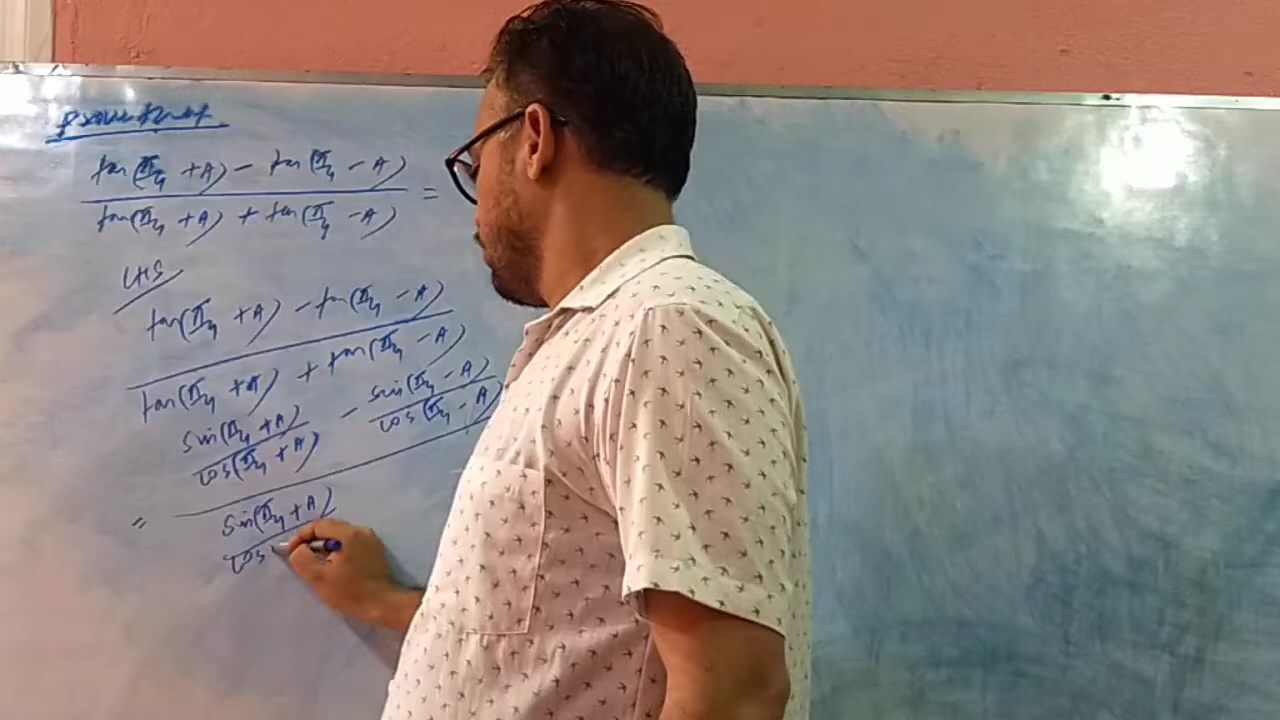 Prove that
tan(π/4 + A) - tan(π/4 - A)
tan(π/4 + A) + tan(π/4 - A) =
LHS
tan(π/4 + A) - tan(π/4 - A)
tan(π/4 + A) + tan(π/4 - A)
sin(π/4 + A) - sin(π/4 - A)
cos(π/4 + A) cos(π/4 - A)
= sin(π/4 + A)
cos